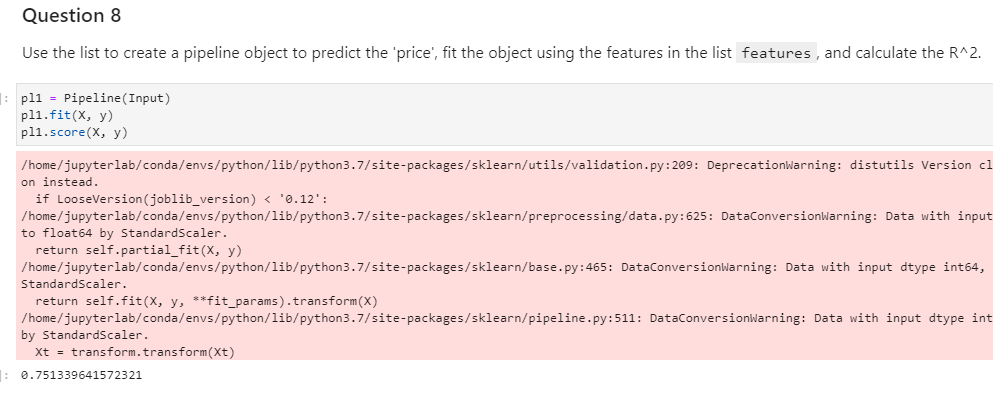 Question 8
Use the list to create a pipeline object to predict the 'price', fit the object using the features in the list features , and calculate the R^2.
]: pl1 = Pipeline(Input)
pl1.fit(X, y)
pl1.score(X, y)
/home/jupyterlab/conda/envs/python/lib/python3.7/site-packages/sklearn/utils/validation.py:209: DeprecationWarning: distutils Version cl
on instead.
if LooseVersion(joblib_version) < '0.12':
/home/jupyterlab/conda/envs/python/lib/python3.7/site-packages/sklearn/preprocessing/data.py:625: DataConversionWarning: Data with input
to float64 by StandardScaler.
return self.partial_fit(X, y)
/home/jupyterlab/conda/envs/python/lib/python3.7/site-packages/sklearn/base.py:465: DataConversionWarning: Data with input dtype int64,
StandardScaler.
return self.fit(X, y, **fit_params).transform(X)
/home/jupyterlab/conda/envs/python/lib/python3.7/site-packages/sklearn/pipeline.py:511: DataConversionWarning: Data with input dtype int
by StandardScaler.
Xt = transform.transform(Xt)
]: 0.751339641572321